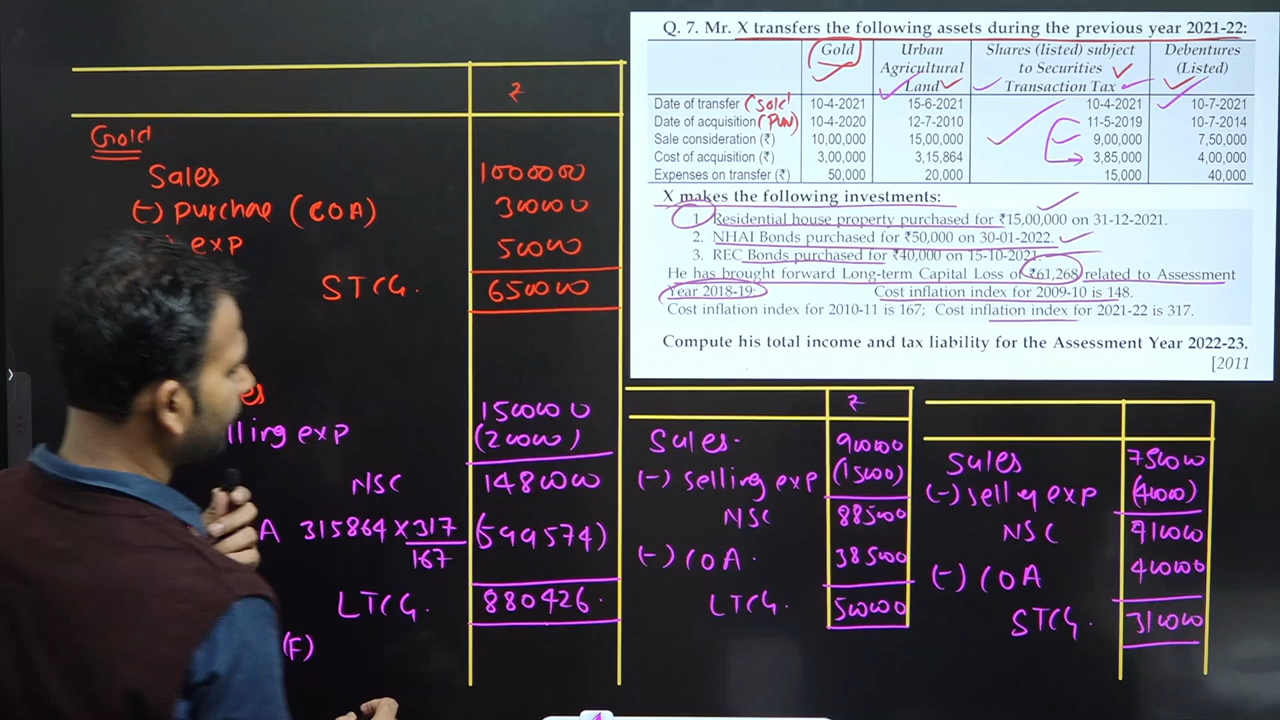 Q. 7. Mr. X transfers the following assets during the previous year 2021-22:
Gold Urban Agricultural Land Shares (listed) subject to Securities Transaction Tax Debentures (Listed)
Date of transfer (Sold) 10-4-2021 15-6-2021 10-4-2021 10-7-2021
Date of acquisition (PUR) 10-4-2020 12-7-2010 11-5-2019 10-7-2014
Sale consideration (₹) 10,00,000 15,00,000 9,00,000 7,50,000
Cost of acquisition (₹) 3,00,000 3,15,864 3,85,000 4,00,000
Expenses on transfer (₹) 50,000 20,000 15,000 40,000
X makes the following investments:
1. Residential house property purchased for ₹15,00,000 on 31-12-2021.
2. NHAI Bonds purchased for ₹50,000 on 30-01-2022.
3. REC Bonds purchased for ₹40,000 on 15-10-2021.
He has brought forward Long-term Capital Loss of ₹61,268 related to Assessment
Year 2018-19. Cost inflation index for 2009-10 is 148.
Cost inflation index for 2010-11 is 167; Cost inflation index for 2021-22 is 317.
Compute his total income and tax liability for the Assessment Year 2022-23.
[2011
₹
Gold
Sales 1000000
(-) purchae (COA) 300000
exp 50000
STCG. 650000
es 1500000
lling exp (20000)
NSC 1480000
A 315864 × 317/167 (599574)
LTCG. 880426.
(F)
₹
Sales. 900000
(-) selling exp (15000)
NSC 885000
(-) COA. 385000
LTCG. 500000
Sales 750000
(-) selly exp (40000)
NSC 710000
(-) COA 400000
STCG. 310000